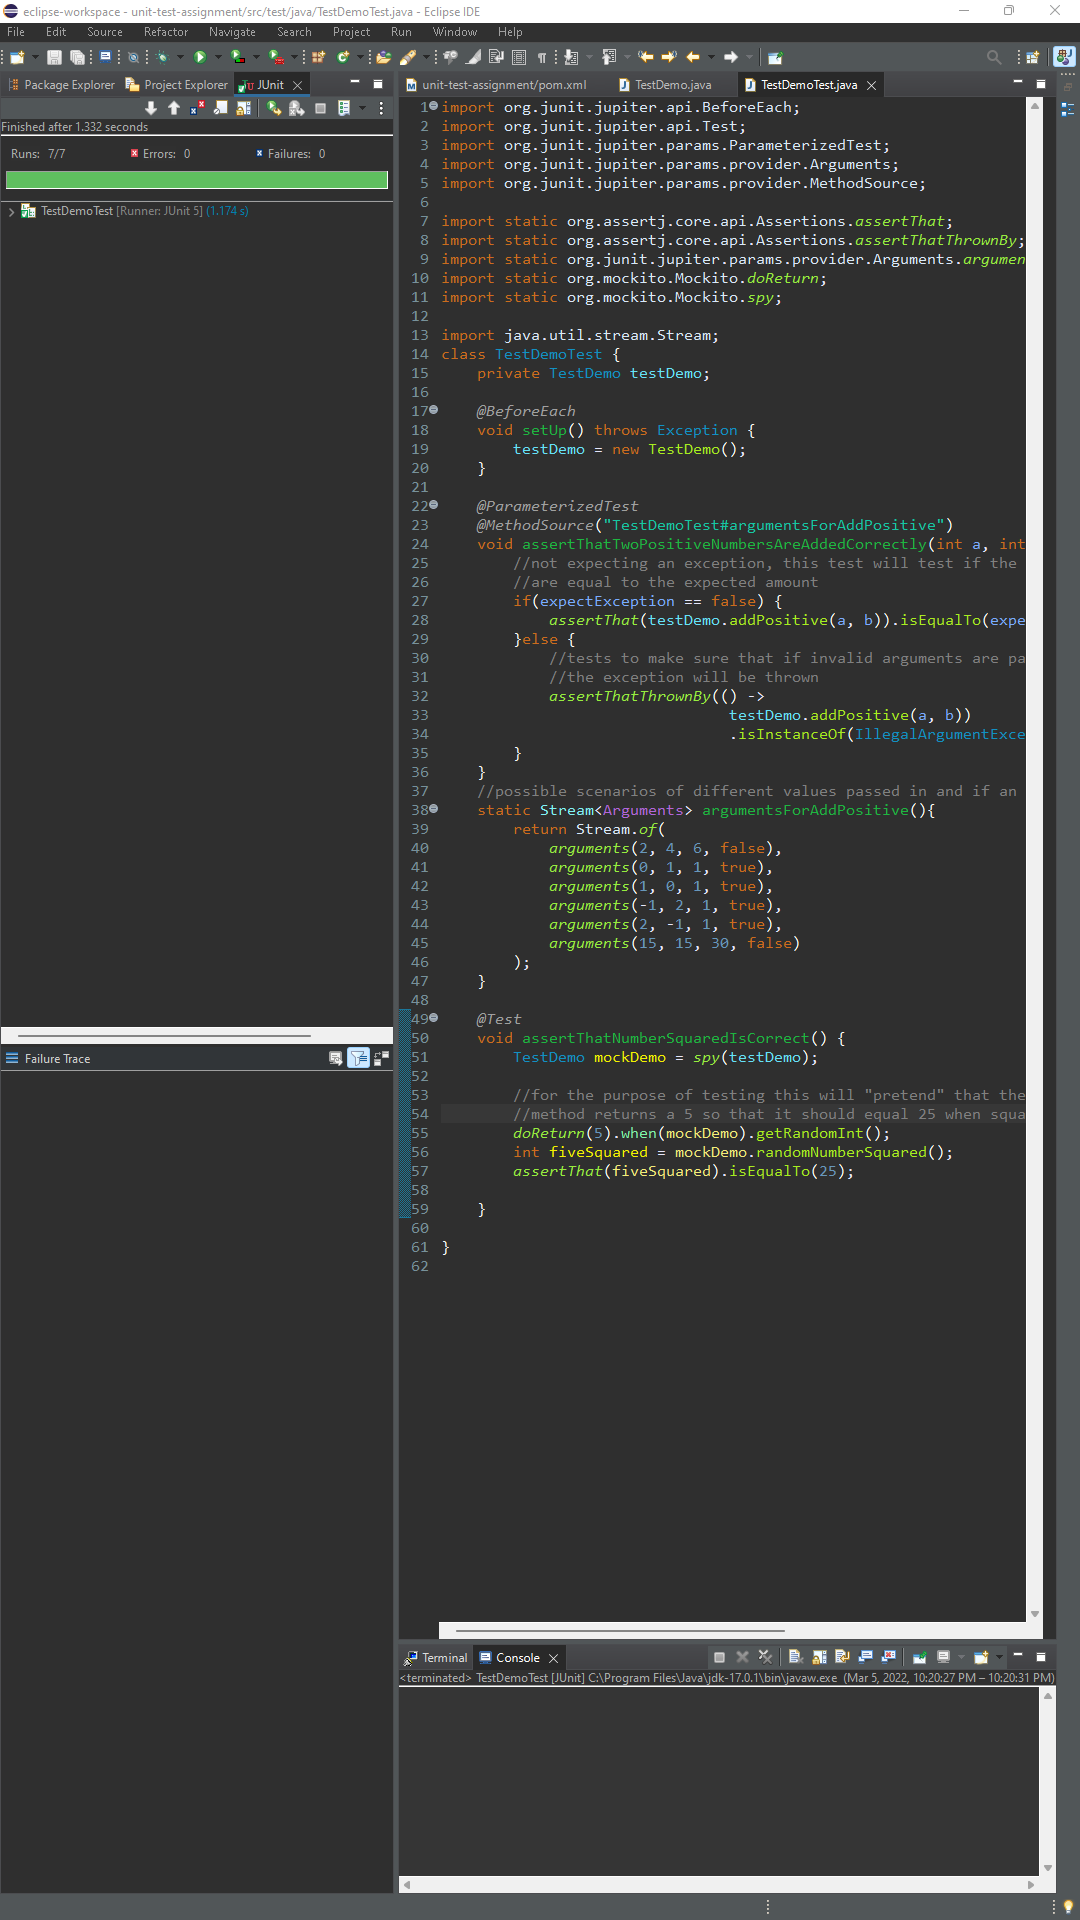 eclipse-workspace - unit-test-assignment/src/test/java/TestDemoTest.java - Eclipse IDE
File Edit Source Refactor Navigate Search Project Run Window Help
Package Explorer Project Explorer JUnit
Finished after 1.332 seconds
Runs: 7/7 Errors: 0 Failures: 0
TestDemoTest [Runner: JUnit 5] (1.174 s)
Failure Trace
unit-test-assignment/pom.xml TestDemo.java TestDemoTest.java
1 import org.junit.jupiter.api.BeforeEach;
2 import org.junit.jupiter.api.Test;
3 import org.junit.jupiter.params.ParameterizedTest;
4 import org.junit.jupiter.params.provider.Arguments;
5 import org.junit.jupiter.params.provider.MethodSource;
6
7 import static org.assertj.core.api.Assertions.assertThat;
8 import static org.assertj.core.api.Assertions.assertThatThrownBy;
9 import static org.junit.jupiter.params.provider.Arguments.argumen
10 import static org.mockito.Mockito.doReturn;
11 import static org.mockito.Mockito.spy;
12
13 import java.util.stream.Stream;
14 class TestDemoTest {
15 private TestDemo testDemo;
16
17 @BeforeEach
18 void setUp() throws Exception {
19 testDemo = new TestDemo();
20 }
21
22 @ParameterizedTest
23 @MethodSource("TestDemoTest#argumentsForAddPositive")
24 void assertThatTwoPositiveNumbersAreAddedCorrectly(int a, int
25 //not expecting an exception, this test will test if the
26 //are equal to the expected amount
27 if(expectException == false) {
28 assertThat(testDemo.addPositive(a, b)).isEqualTo(expe
29 }else {
30 //tests to make sure that if invalid arguments are pa
31 //the exception will be thrown
32 assertThatThrownBy(() ->
33 testDemo.addPositive(a, b))
34 .isInstanceOf(IllegalArgumentExce
35 }
36 }
37 //possible scenarios of different values passed in and if an
38 static Stream<Arguments> argumentsForAddPositive(){
39 return Stream.of(
40 arguments(2, 4, 6, false),
41 arguments(0, 1, 1, true),
42 arguments(1, 0, 1, true),
43 arguments(-1, 2, 1, true),
44 arguments(2, -1, 1, true),
45 arguments(15, 15, 30, false)
46 );
47 }
48
49 @Test
50 void assertThatNumberSquaredIsCorrect() {
51 TestDemo mockDemo = spy(testDemo);
52
53 //for the purpose of testing this will "pretend" that the
54 //method returns a 5 so that it should equal 25 when squa
55 doReturn(5).when(mockDemo).getRandomInt();
56 int fiveSquared = mockDemo.randomNumberSquared();
57 assertThat(fiveSquared).isEqualTo(25);
58
59 }
60
61 }
62
Terminal Console
<terminated> TestDemoTest [JUnit] C:\Program Files\Java\jdk-17.0.1\bin\javaw.exe (Mar 5, 2022, 10:20:27 PM – 10:20:31 PM)